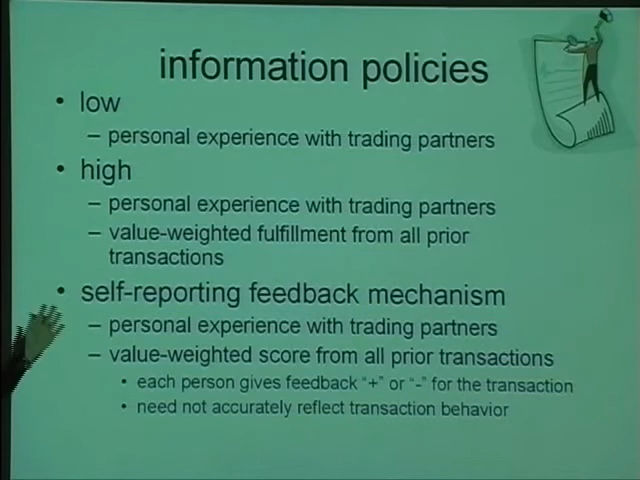 information policies
• low
– personal experience with trading partners
• high
– personal experience with trading partners
– value-weighted fulfillment from all prior
transactions
• self-reporting feedback mechanism
– personal experience with trading partners
– value-weighted score from all prior transactions
• each person gives feedback “+” or “-” for the transaction
• need not accurately reflect transaction behavior